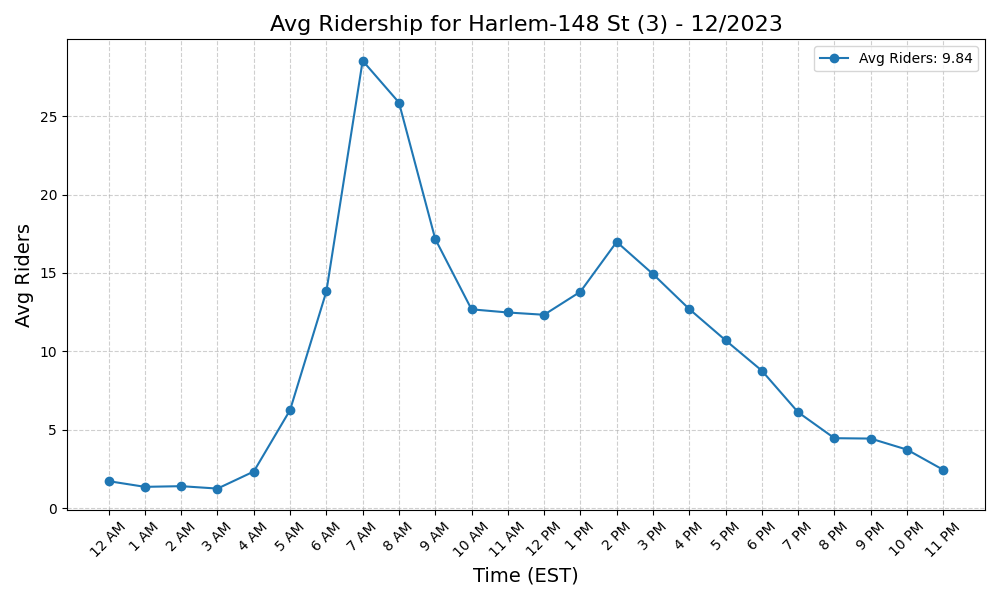 Avg Ridership for Harlem-148 St (3) - 12/2023
Avg Riders: 9.84
Avg Riders
25
20
15
10
5
0
12 AM
1 AM
2 AM
3 AM
4 AM
5 AM
6 AM
7 AM
8 AM
9 AM
10 AM
11 AM
12 PM
1 PM
2 PM
3 PM
4 PM
5 PM
6 PM
7 PM
8 PM
9 PM
10 PM
11 PM
Time (EST)